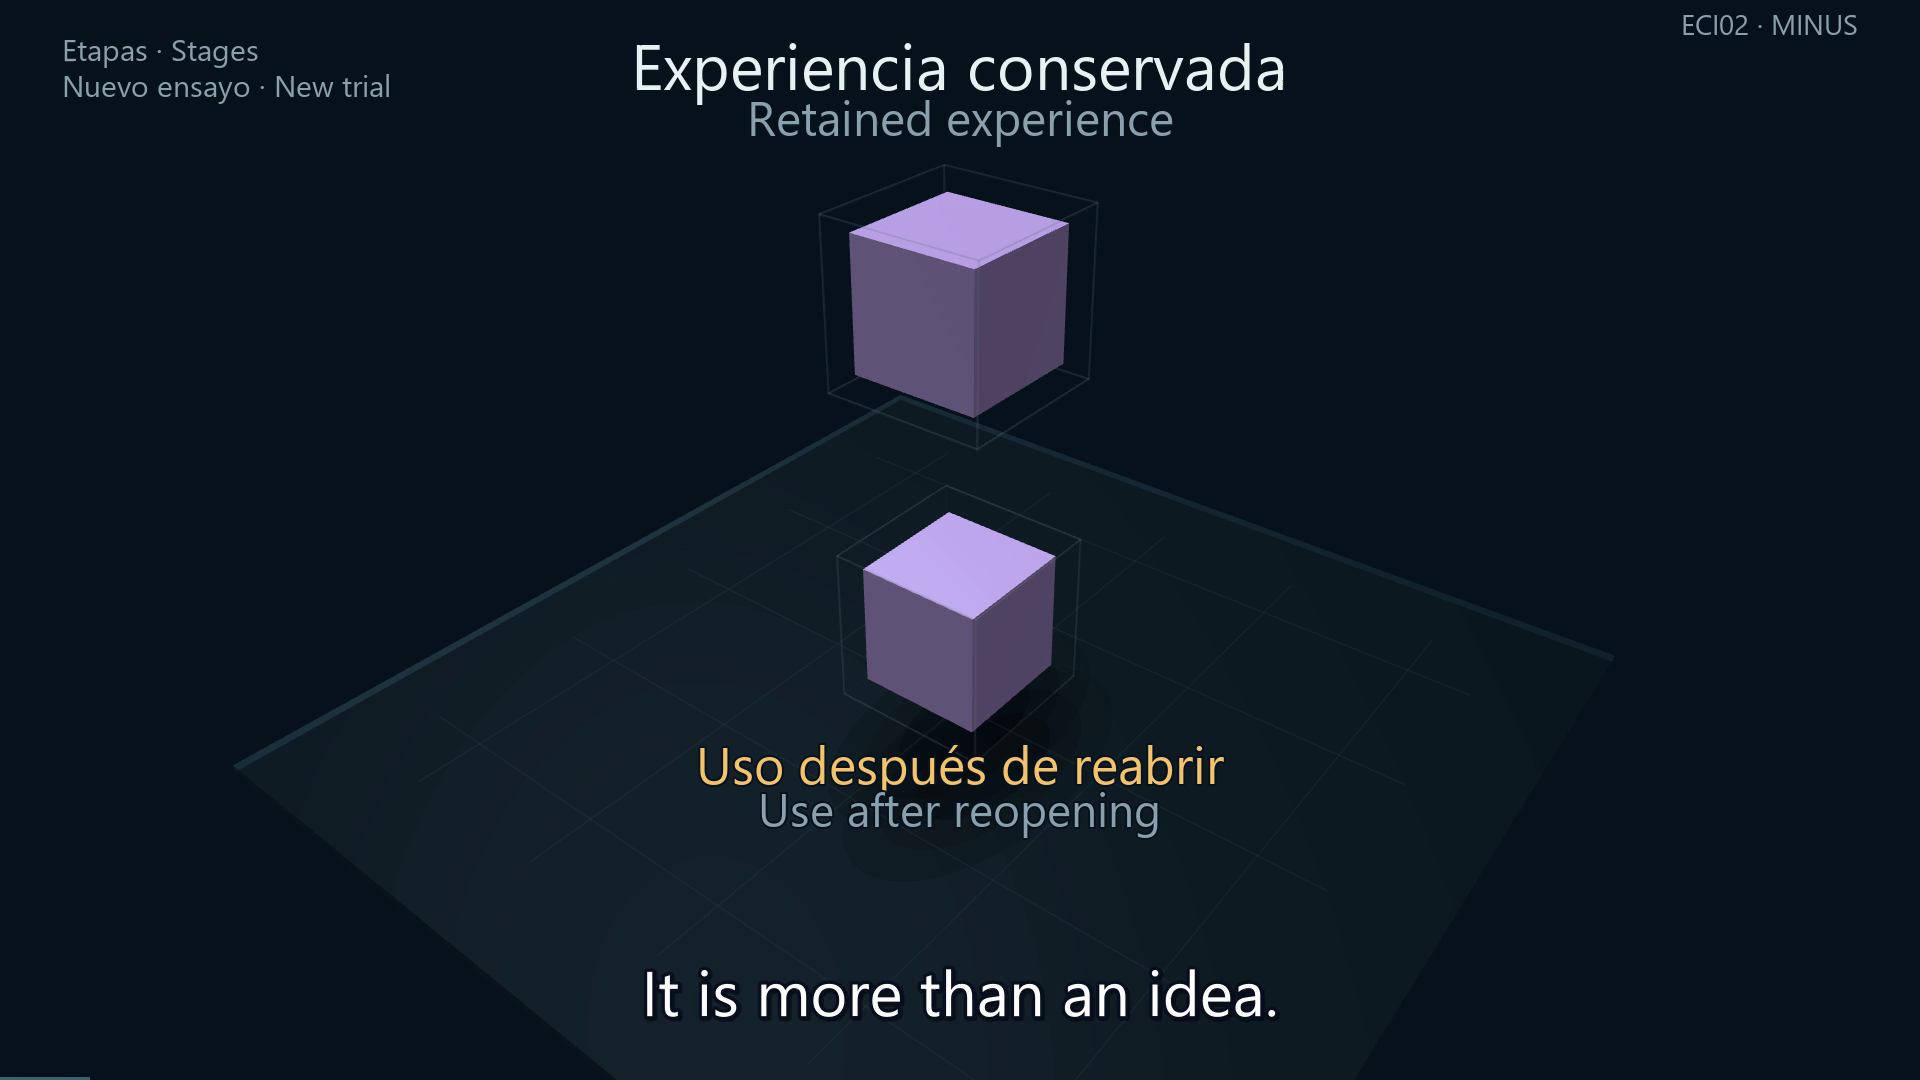 Etapas · Stages
Nuevo ensayo · New trial
ECI02 · MINUS
Experiencia conservada
Retained experience
Uso después de reabrir
Use after reopening
It is more than an idea.